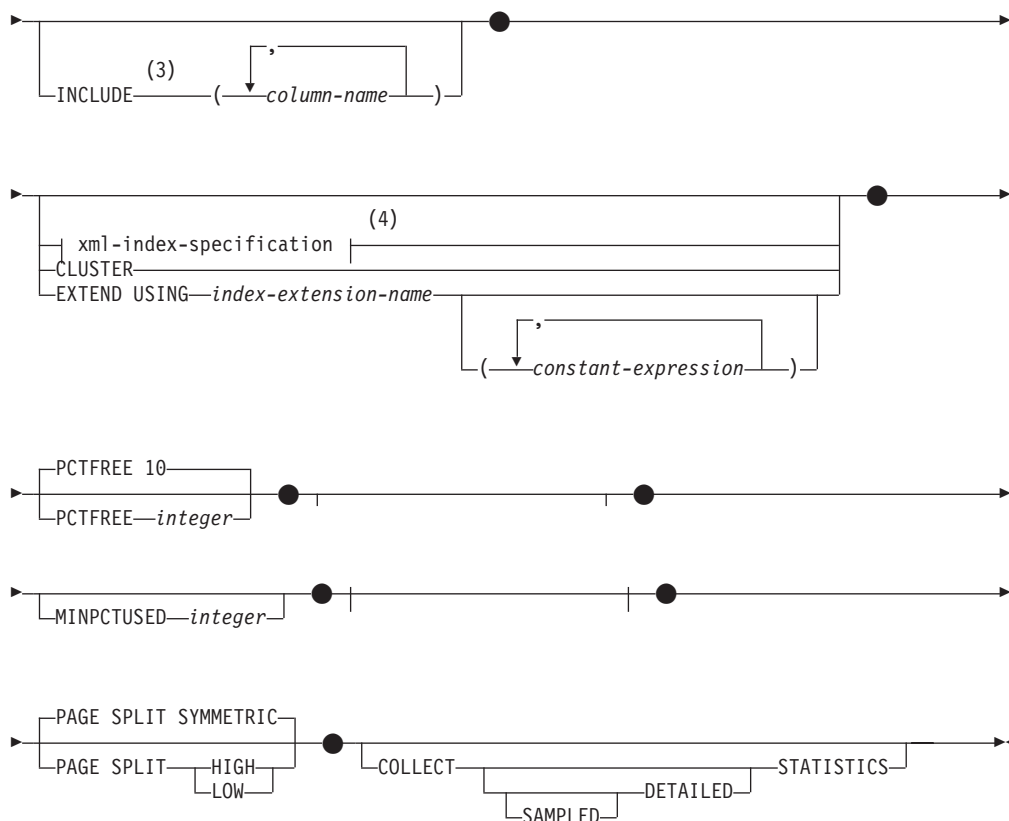 ,
(3)
INCLUDE ( column-name )
(4)
xml-index-specification
CLUSTER
EXTEND USING index-extension-name
,
( constant-expression )
PCTFREE 10
PCTFREE integer
MINPCTUSED integer
PAGE SPLIT SYMMETRIC
PAGE SPLIT HIGH COLLECT STATISTICS
LOW DETAILED
SAMPLED